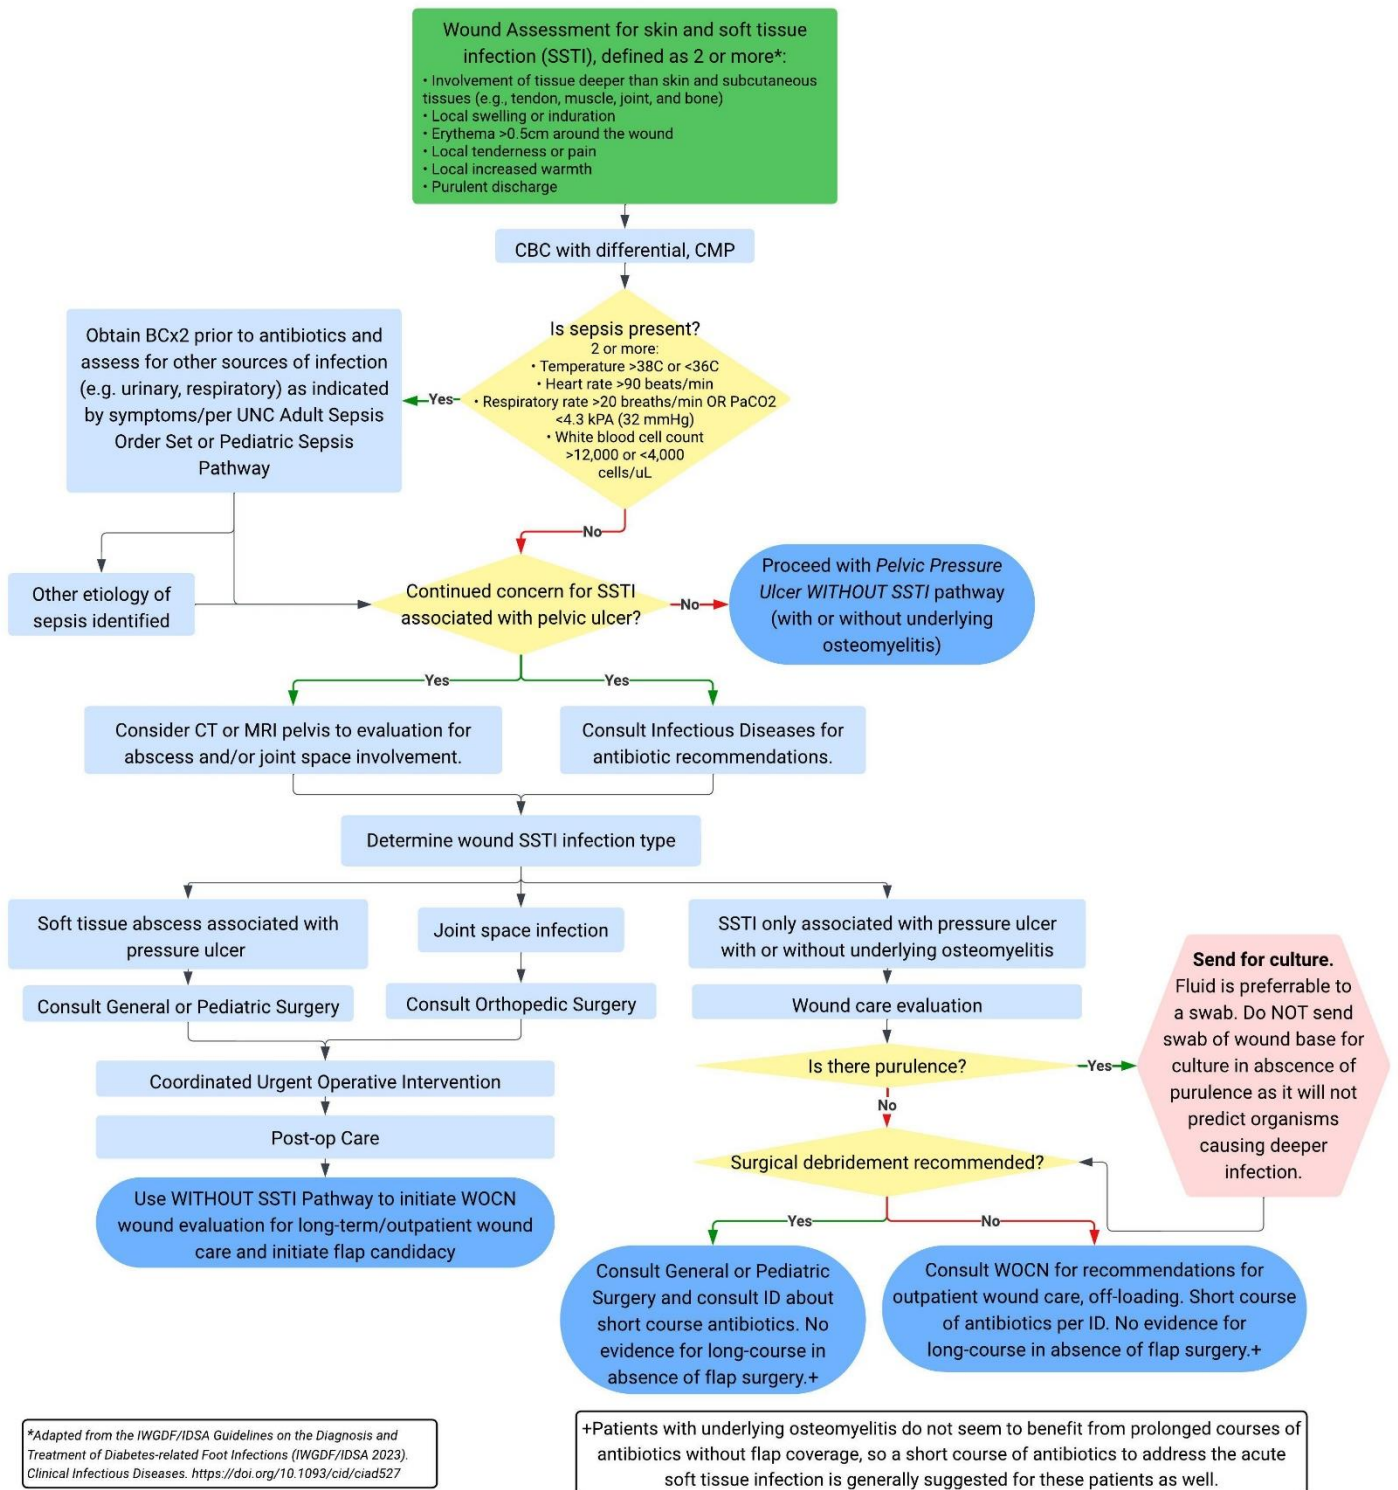 Wound Assessment for skin and soft tissue
infection (SSTI), defined as 2 or more*:
• Involvement of tissue deeper than skin and subcutaneous
tissues (e.g., tendon, muscle, joint, and bone)
• Local swelling or induration
• Erythema >0.5cm around the wound
• Local tenderness or pain
• Local increased warmth
• Purulent discharge
CBC with differential, CMP
Is sepsis present?
2 or more:
• Temperature >38C or <36C
• Heart rate >90 beats/min
• Respiratory rate >20 breaths/min OR PaCO2
<4.3 kPA (32 mmHg)
• White blood cell count
>12,000 or <4,000
cells/uL
Yes
Obtain BCx2 prior to antibiotics and
assess for other sources of infection
(e.g. urinary, respiratory) as indicated
by symptoms/per UNC Adult Sepsis
Order Set or Pediatric Sepsis
Pathway
No
Other etiology of
sepsis identified
Continued concern for SSTI
associated with pelvic ulcer?
No
Proceed with Pelvic Pressure
Ulcer WITHOUT SSTI pathway
(with or without underlying
osteomyelitis)
Yes
Yes
Consider CT or MRI pelvis to evaluation for
abscess and/or joint space involvement.
Consult Infectious Diseases for
antibiotic recommendations.
Determine wound SSTI infection type
Soft tissue abscess associated with
pressure ulcer
Joint space infection
SSTI only associated with pressure ulcer
with or without underlying osteomyelitis
Consult General or Pediatric Surgery
Consult Orthopedic Surgery
Wound care evaluation
Coordinated Urgent Operative Intervention
Post-op Care
Use WITHOUT SSTI Pathway to initiate WOCN
wound evaluation for long-term/outpatient wound
care and initiate flap candidacy
Is there purulence?
Yes
Send for culture.
Fluid is preferrable to
a swab. Do NOT send
swab of wound base for
culture in abscence of
purulence as it will not
predict organisms
causing deeper
infection.
No
Surgical debridement recommended?
Yes
No
Consult General or Pediatric
Surgery and consult ID about
short course antibiotics. No
evidence for long-course in
absence of flap surgery.+
Consult WOCN for recommendations for
outpatient wound care, off-loading. Short course
of antibiotics per ID. No evidence for
long-course in absence of flap surgery.+
*Adapted from the IWGDF/IDSA Guidelines on the Diagnosis and
Treatment of Diabetes-related Foot Infections (IWGDF/IDSA 2023).
Clinical Infectious Diseases. https://doi.org/10.1093/cid/ciad527
+Patients with underlying osteomyelitis do not seem to benefit from prolonged courses of
antibiotics without flap coverage, so a short course of antibiotics to address the acute
soft tissue infection is generally suggested for these patients as well.